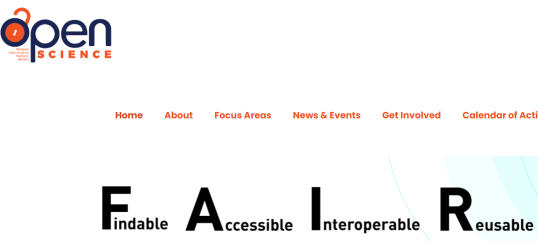 Open
SCIENCE
Home About Focus Areas News & Events Get Involved Calendar of Acti
Findable Accessible Interoperable Reusable